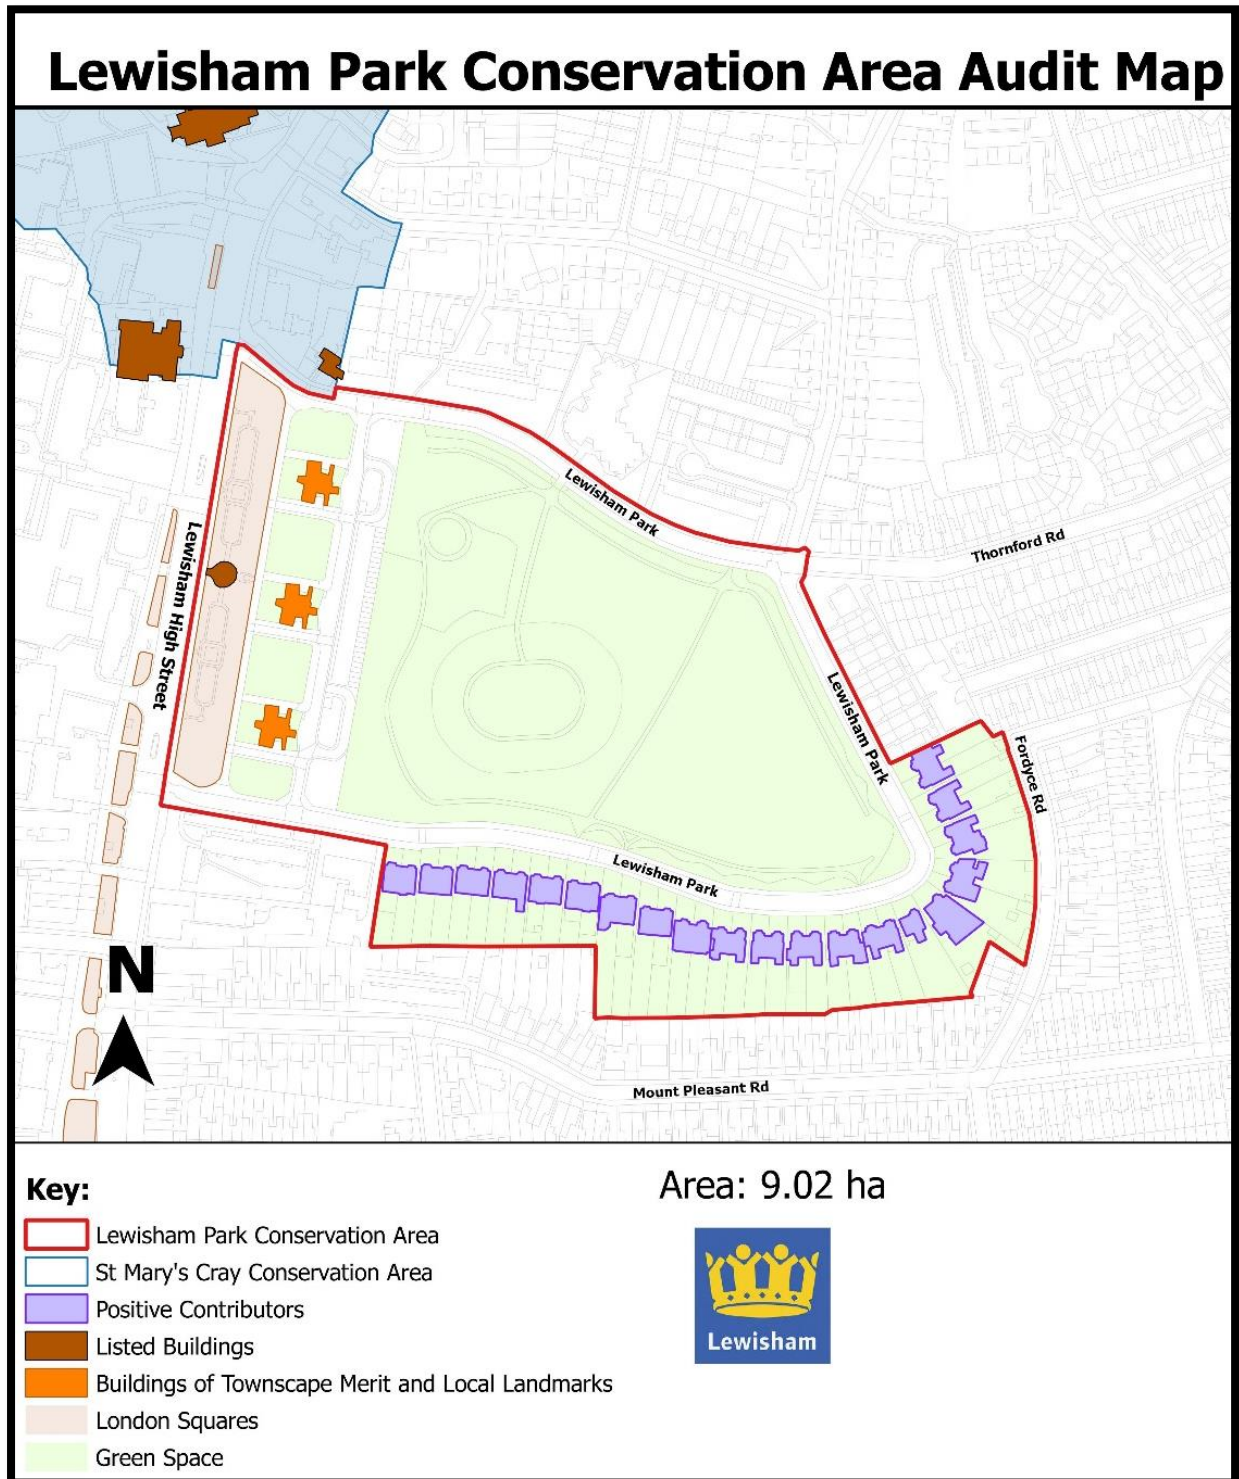 Lewisham Park Conservation Area Audit Map
Lewisham Park
Thornford Rd
Lewisham High Street
Lewisham Park
Fordyce Rd
Lewisham Park
N
Mount Pleasant Rd
Key:
Area: 9.02 ha
Lewisham Park Conservation Area
St Mary's Cray Conservation Area
Positive Contributors
Listed Buildings
Buildings of Townscape Merit and Local Landmarks
London Squares
Green Space
Lewisham